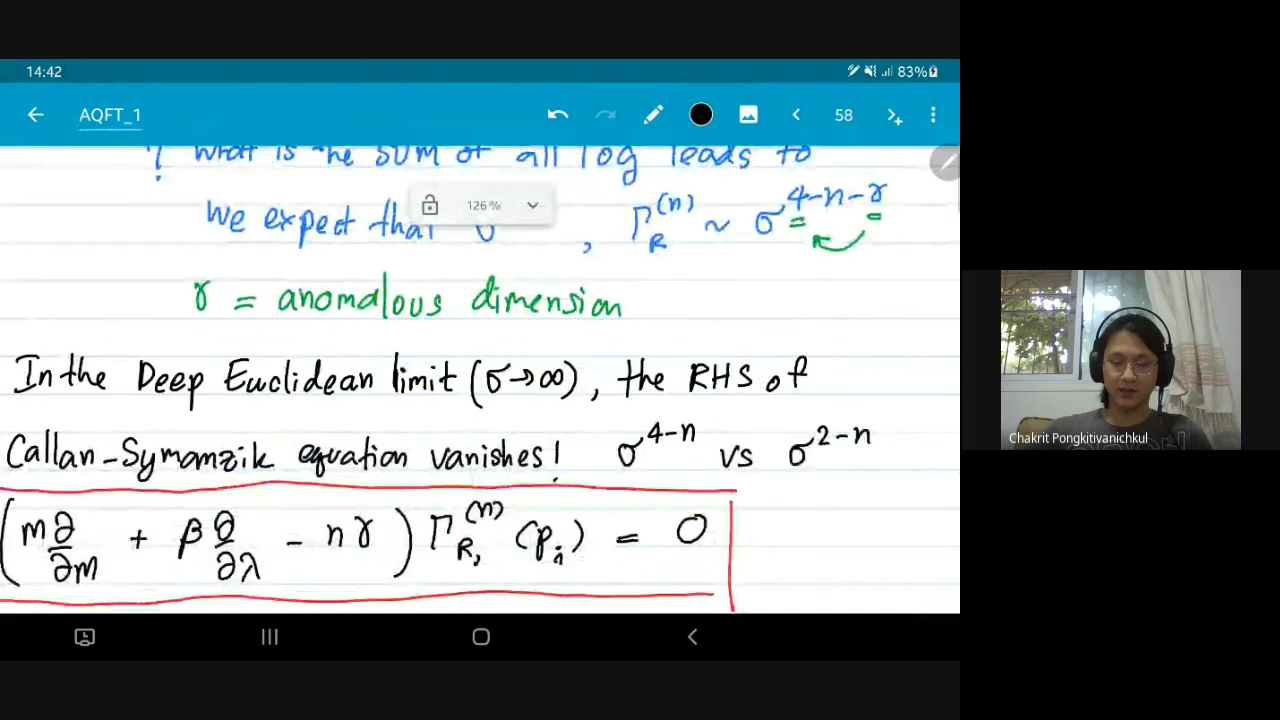 14:42
83%
AQFT_1
58
? what is the sum of all log leads to
126%
we expect that σ , Γ_R^(n) ~ σ^(4-n-γ)
γ = anomalous dimension
In the Deep Euclidean limit (σ→∞), the RHS of
Callan-Symanzik equation vanishes! σ^(4-n) vs σ^(2-n)
(m ∂/∂m + β ∂/∂λ - nγ) Γ_R,^(n) (p_i) = 0
Chakrit Pongkitivanichkul